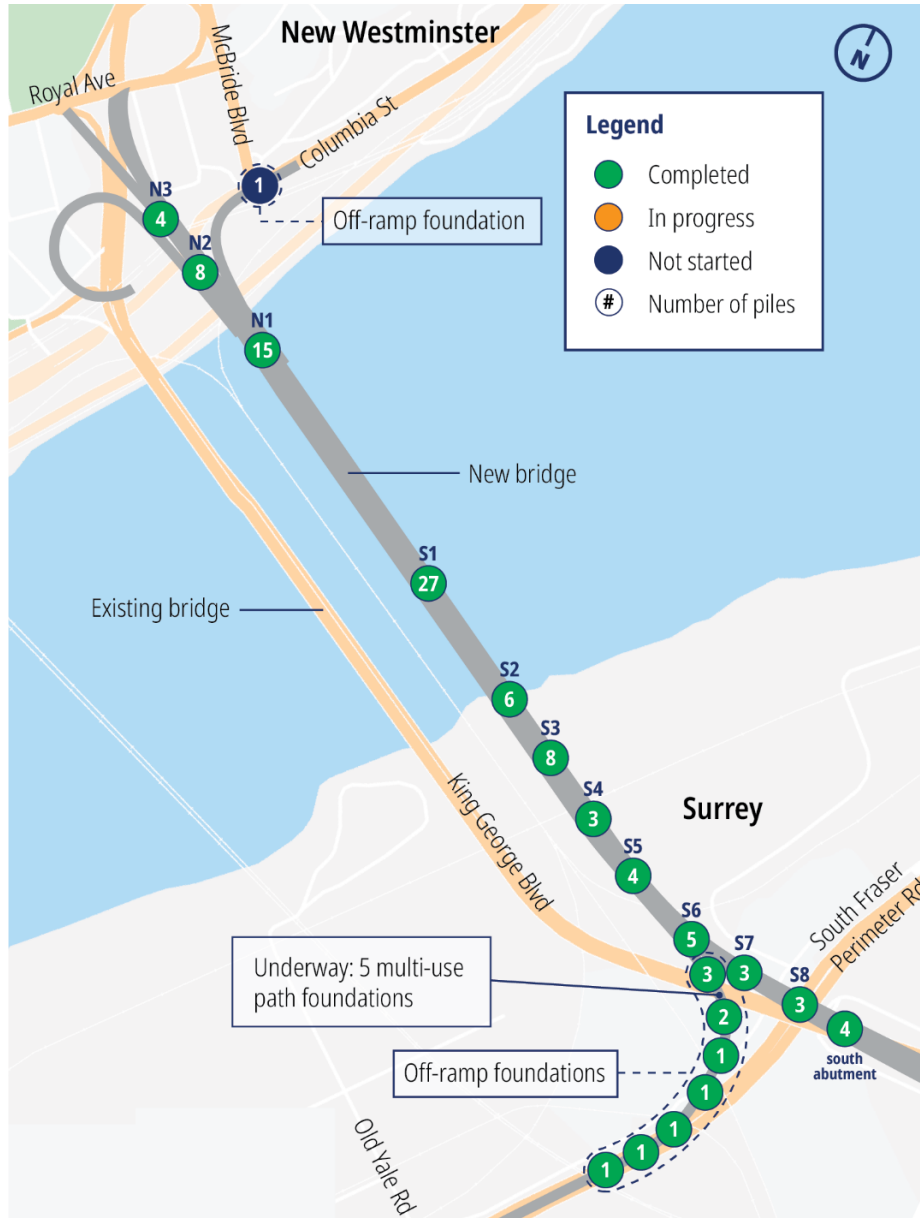 New Westminster
N
McBride Blvd
Royal Ave
Columbia St
Legend
Completed
In progress
Not started
# Number of piles
1
Off-ramp foundation
N3
4
N2
8
N1
15
New bridge
S1
27
Existing bridge
S2
6
S3
8
S4
3
Surrey
S5
4
King George Blvd
South Fraser
Perimeter Rd
S6
5
S7
3
3
S8
3
4
south
abutment
Underway: 5 multi-use
path foundations
2
1
Off-ramp foundations
1
1
1
1
Old Yale Rd